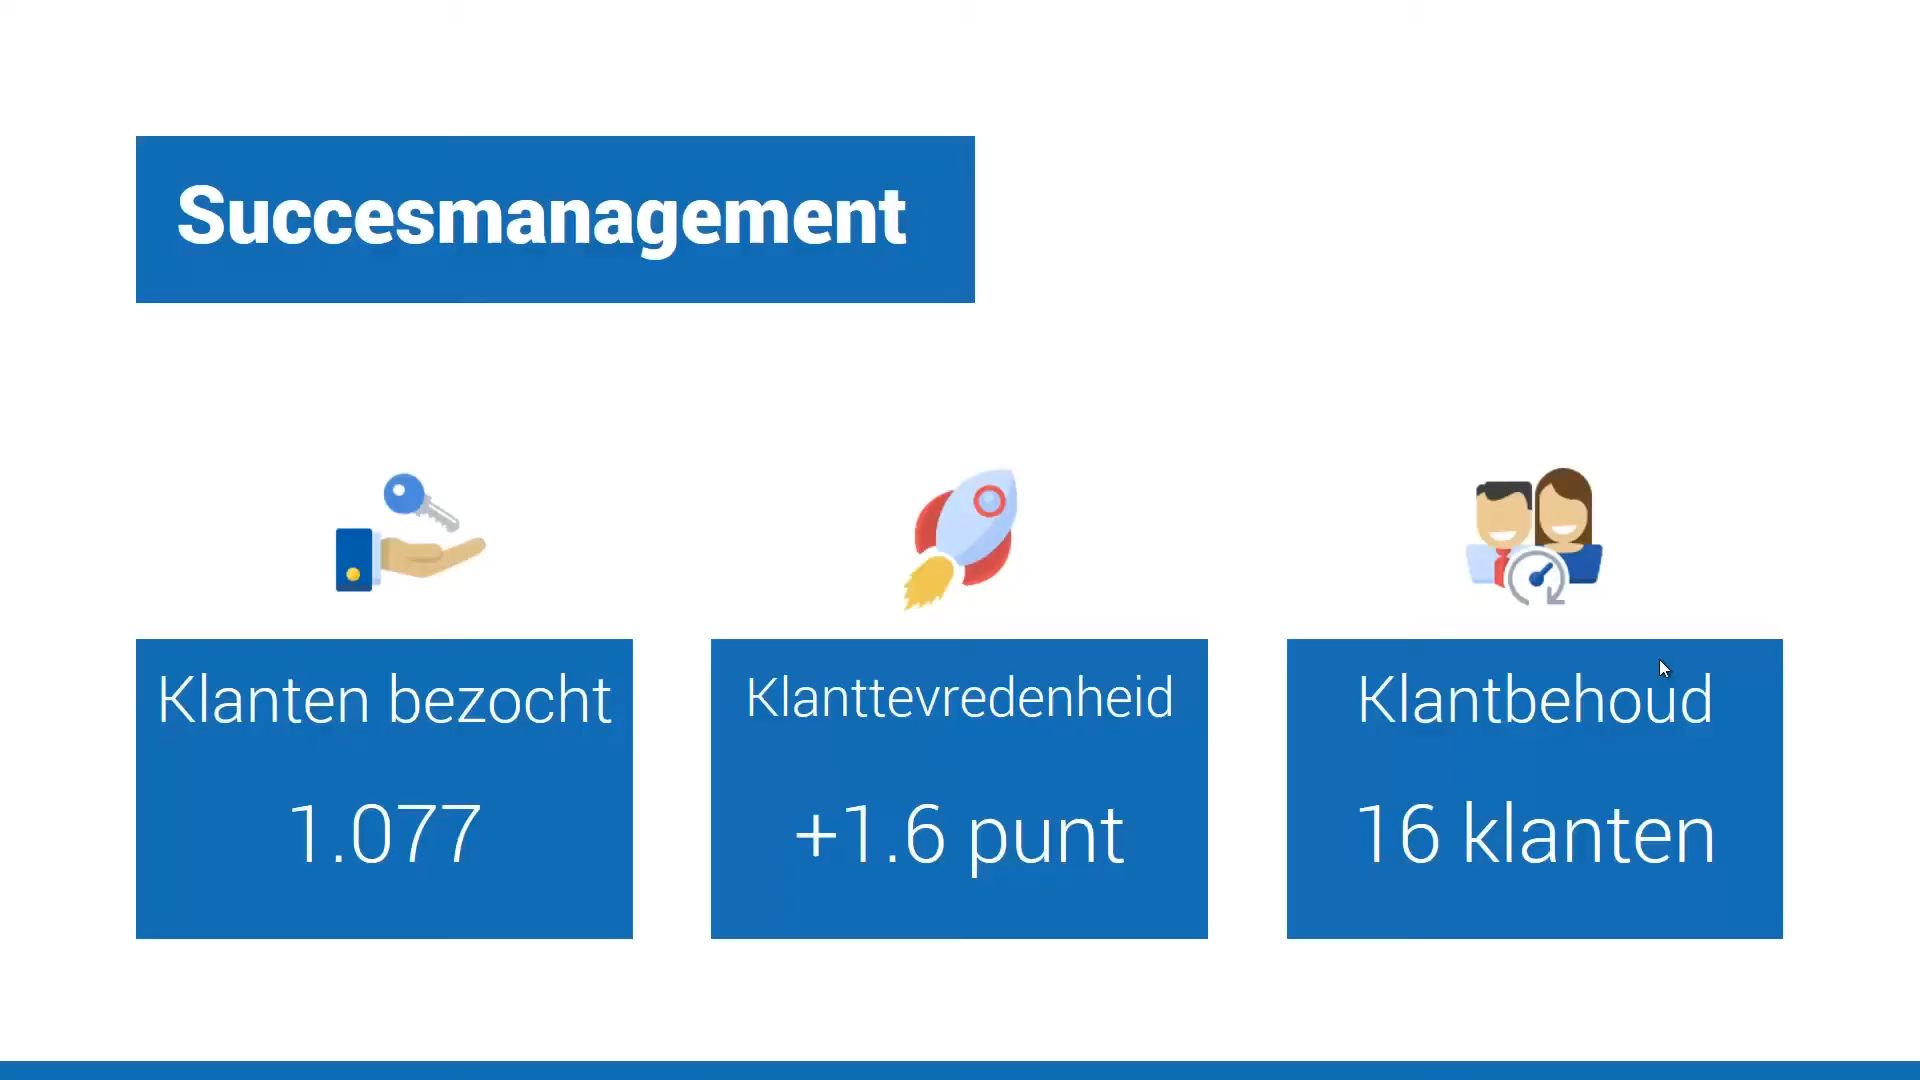 Succesmanagement
Klanten bezocht
1.077
Klanttevredenheid
+1.6 punt
Klantbehoud
16 klanten